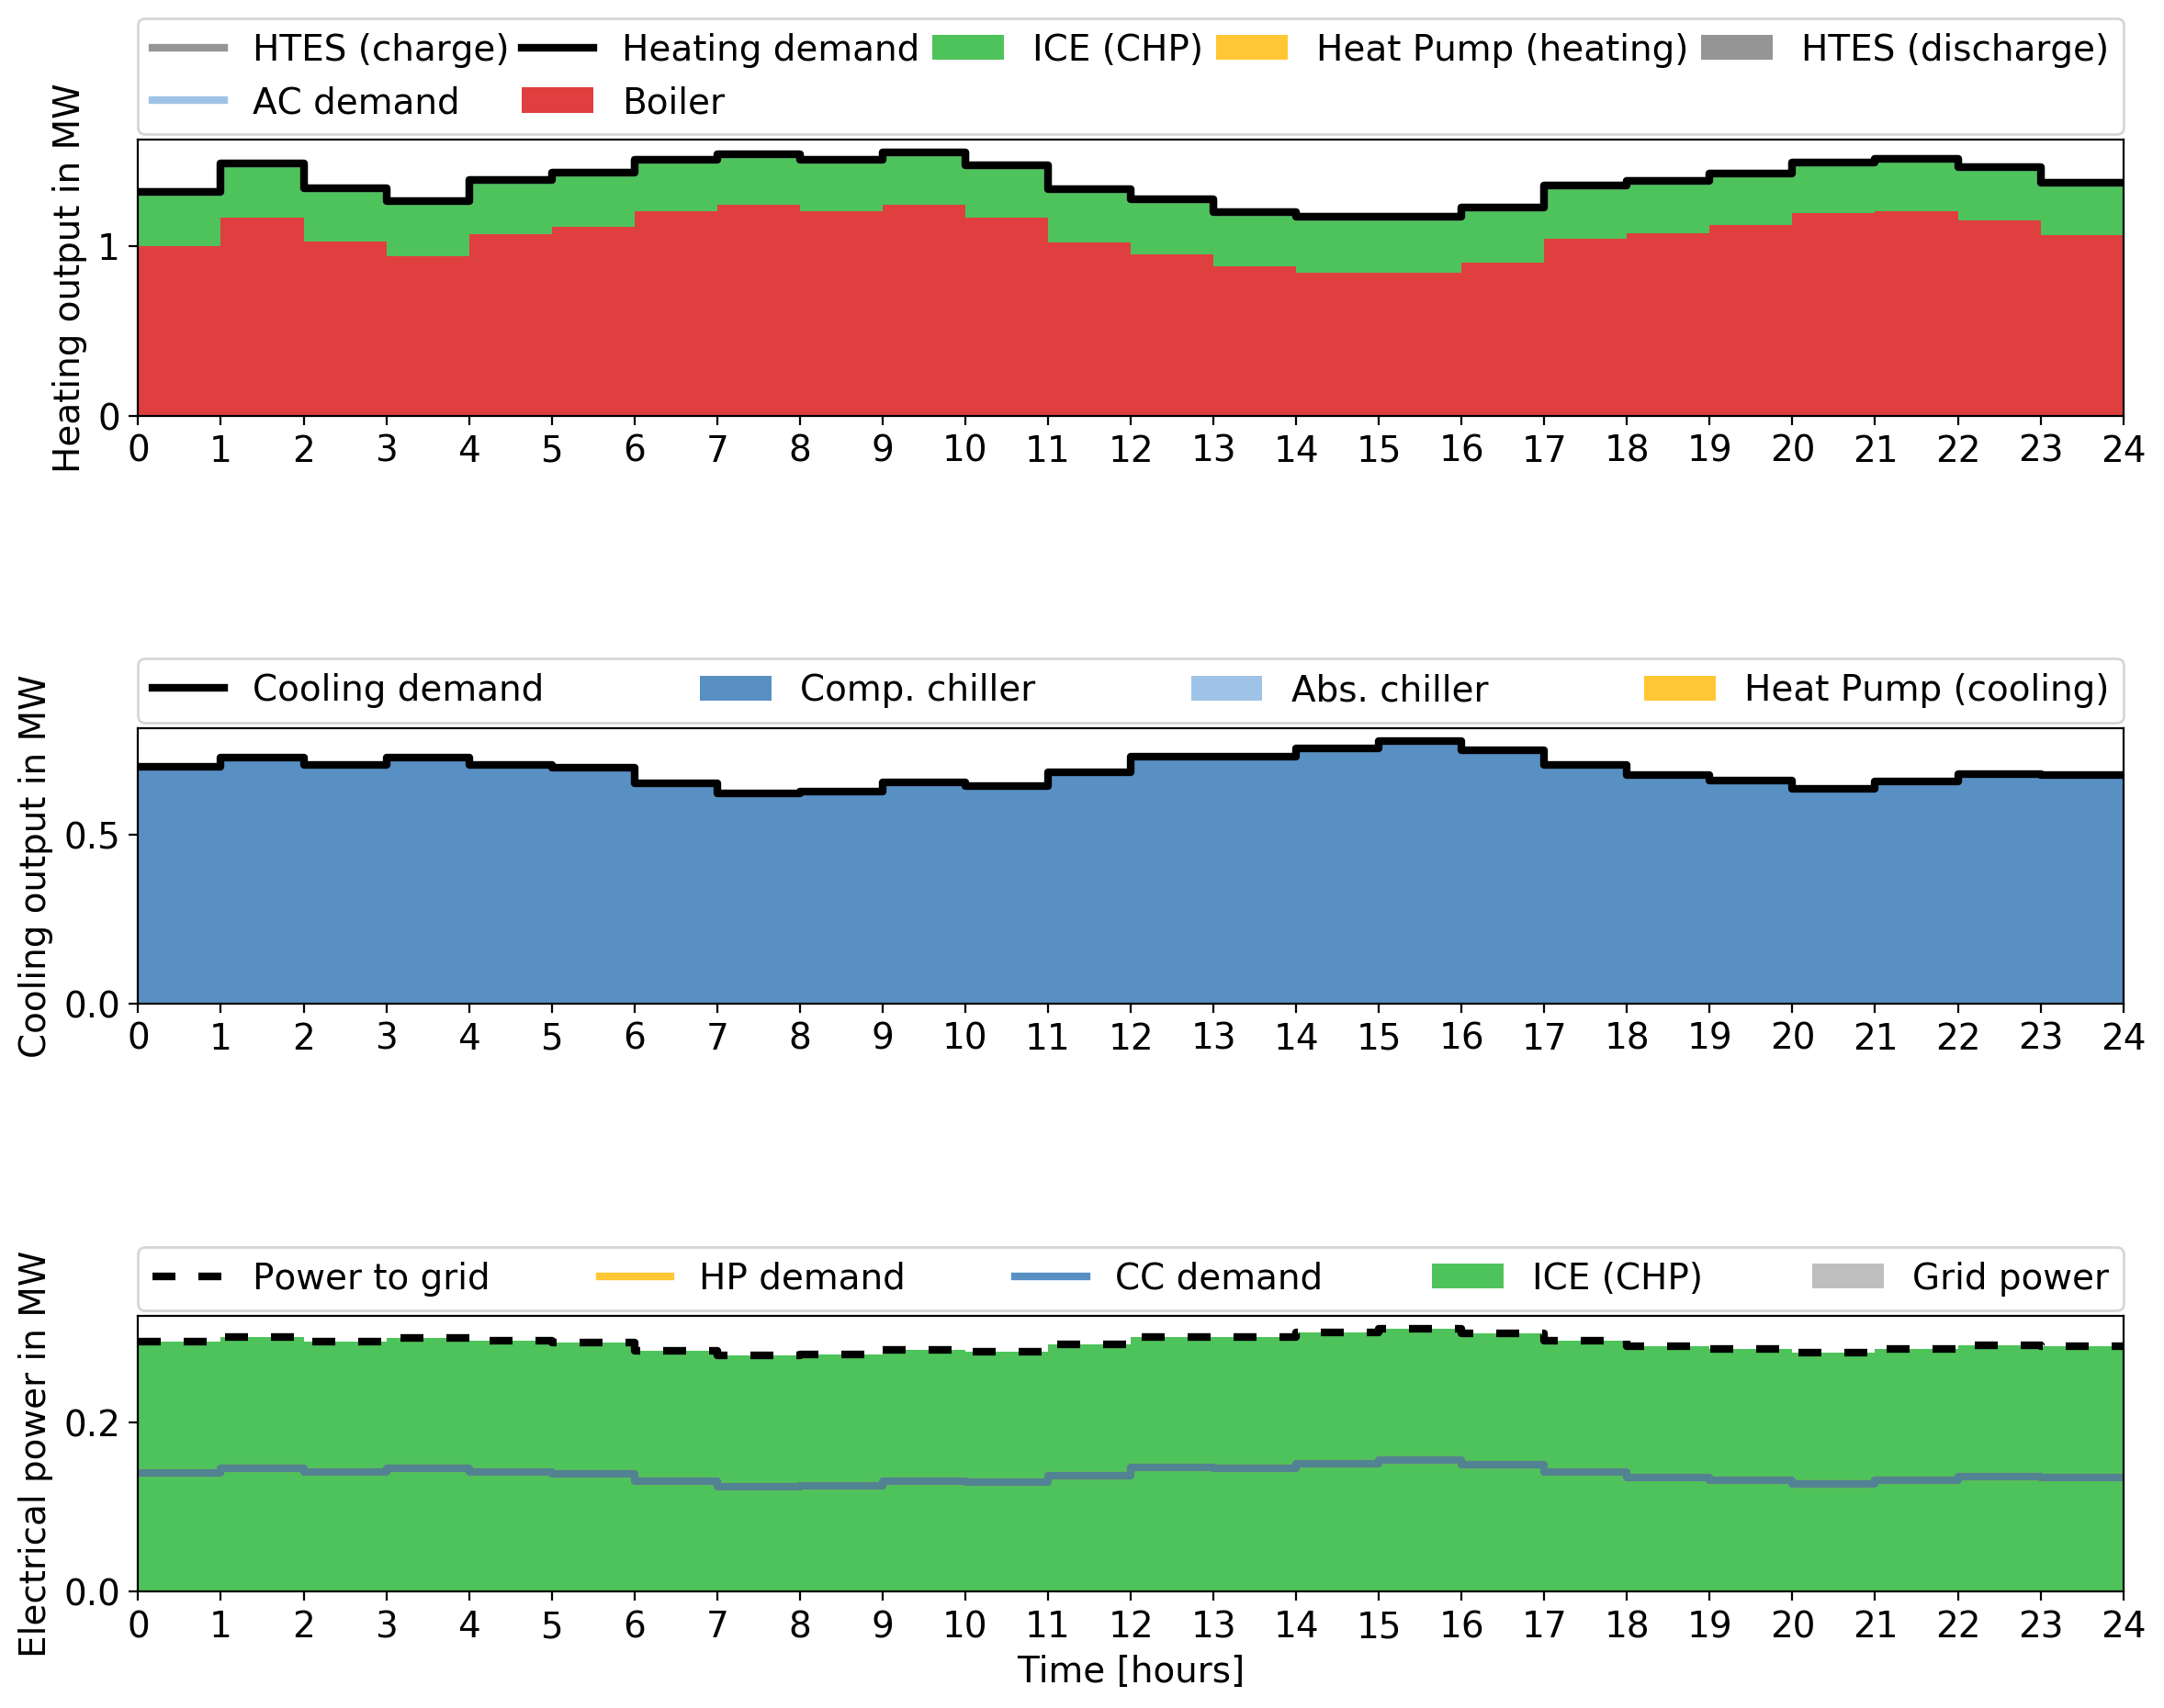 HTES (charge) Heating demand ICE (CHP) Heat Pump (heating) HTES (discharge)
AC demand Boiler
Heating output in MW
1
0
0 1 2 3 4 5 6 7 8 9 10 11 12 13 14 15 16 17 18 19 20 21 22 23 24
Cooling demand Comp. chiller Abs. chiller Heat Pump (cooling)
Cooling output in MW
0.5
0.0
0 1 2 3 4 5 6 7 8 9 10 11 12 13 14 15 16 17 18 19 20 21 22 23 24
Power to grid HP demand CC demand ICE (CHP) Grid power
Electrical power in MW
0.2
0.0
0 1 2 3 4 5 6 7 8 9 10 11 12 13 14 15 16 17 18 19 20 21 22 23 24
Time [hours]